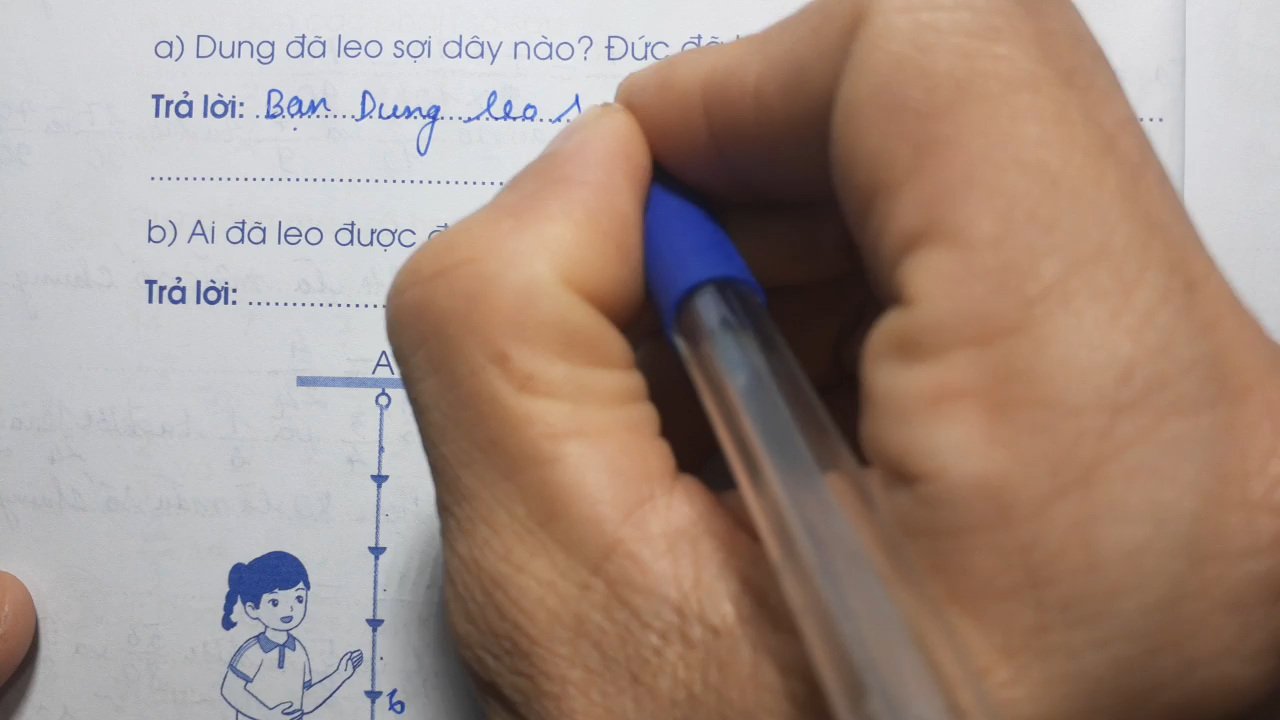 a) Dung đã leo sợi dây nào? Đức đã
Trả lời: Bạn Dung leo
b) Ai đã leo được
Trả lời:
A
6